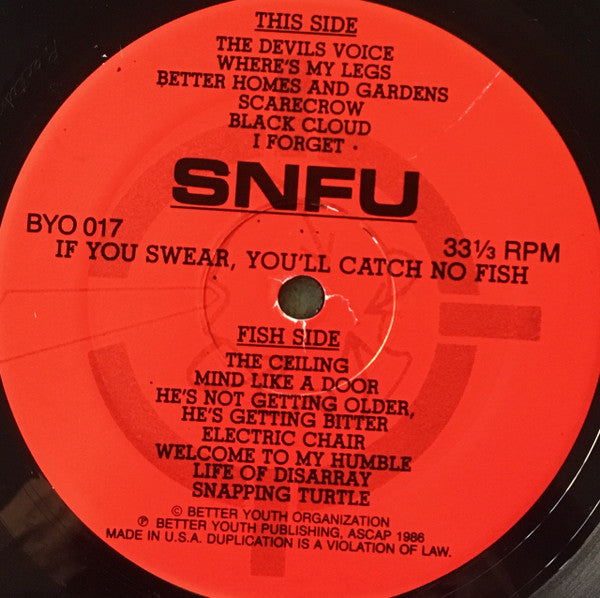 THIS SIDE
THE DEVILS VOICE
WHERE'S MY LEGS
BETTER HOMES AND GARDENS
SCARECROW
BLACK CLOUD
I FORGET
SNFU
BYO 017
33⅓ RPM
IF YOU SWEAR, YOU'LL CATCH NO FISH
FISH SIDE
THE CEILING
MIND LIKE A DOOR
HE'S NOT GETTING OLDER,
HE'S GETTING BITTER
ELECTRIC CHAIR
WELCOME TO MY HUMBLE
LIFE OF DISARRAY
SNAPPING TURTLE
© BETTER YOUTH ORGANIZATION
℗ BETTER YOUTH PUBLISHING, ASCAP 1986
MADE IN U.S.A. DUPLICATION IS A VIOLATION OF LAW.